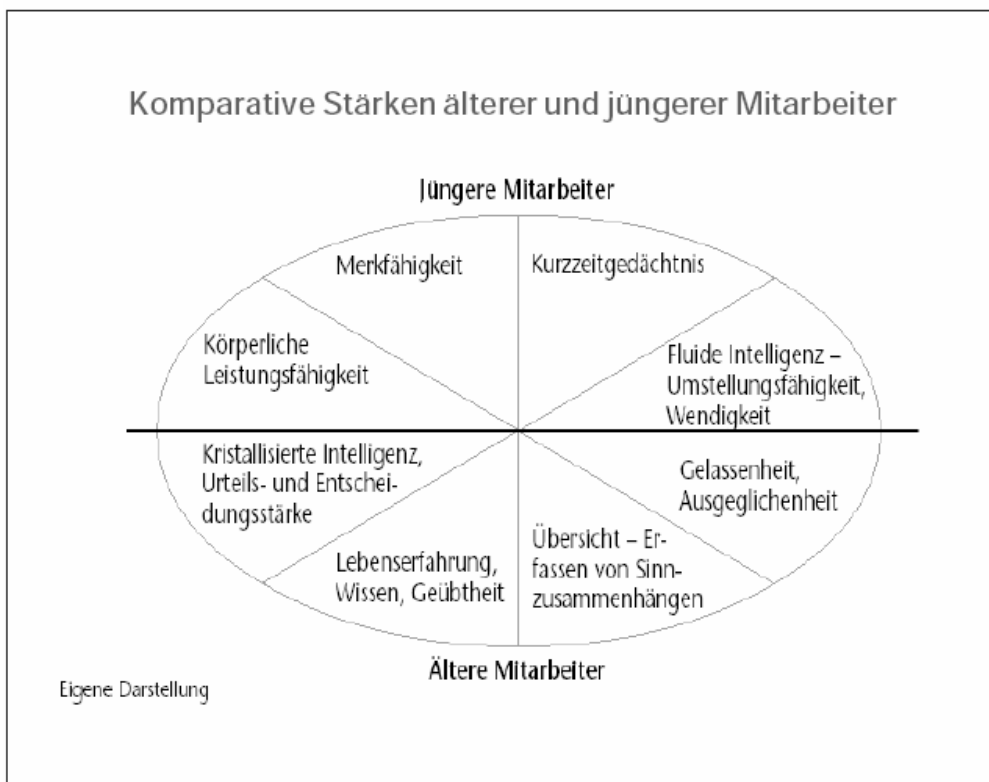 Komparative Stärken älterer und jüngerer Mitarbeiter
Jüngere Mitarbeiter
Merkfähigkeit
Kurzzeitgedächtnis
Körperliche
Leistungsfähigkeit
Fluide Intelligenz –
Umstellungsfähigkeit,
Wendigkeit
Kristallisierte Intelligenz,
Urteils- und Entschei-
dungsstärke
Gelassenheit,
Ausgeglichenheit
Lebenserfahrung,
Wissen, Geübtheit
Übersicht – Er-
fassen von Sinn-
zusammenhängen
Ältere Mitarbeiter
Eigene Darstellung